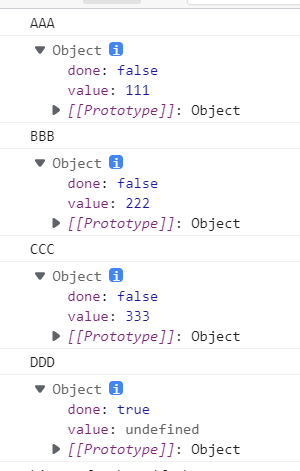 AAA
Object i
done: false
value: 111
[[Prototype]]: Object
BBB
Object i
done: false
value: 222
[[Prototype]]: Object
CCC
Object i
done: false
value: 333
[[Prototype]]: Object
DDD
Object i
done: true
value: undefined
[[Prototype]]: Object